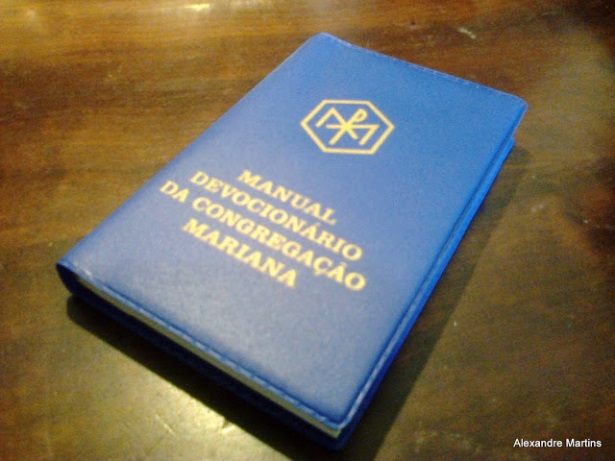 MANUAL
DEVOCIONÁRIO
DA CONGREGAÇÃO
MARIANA
Alexandre Martins